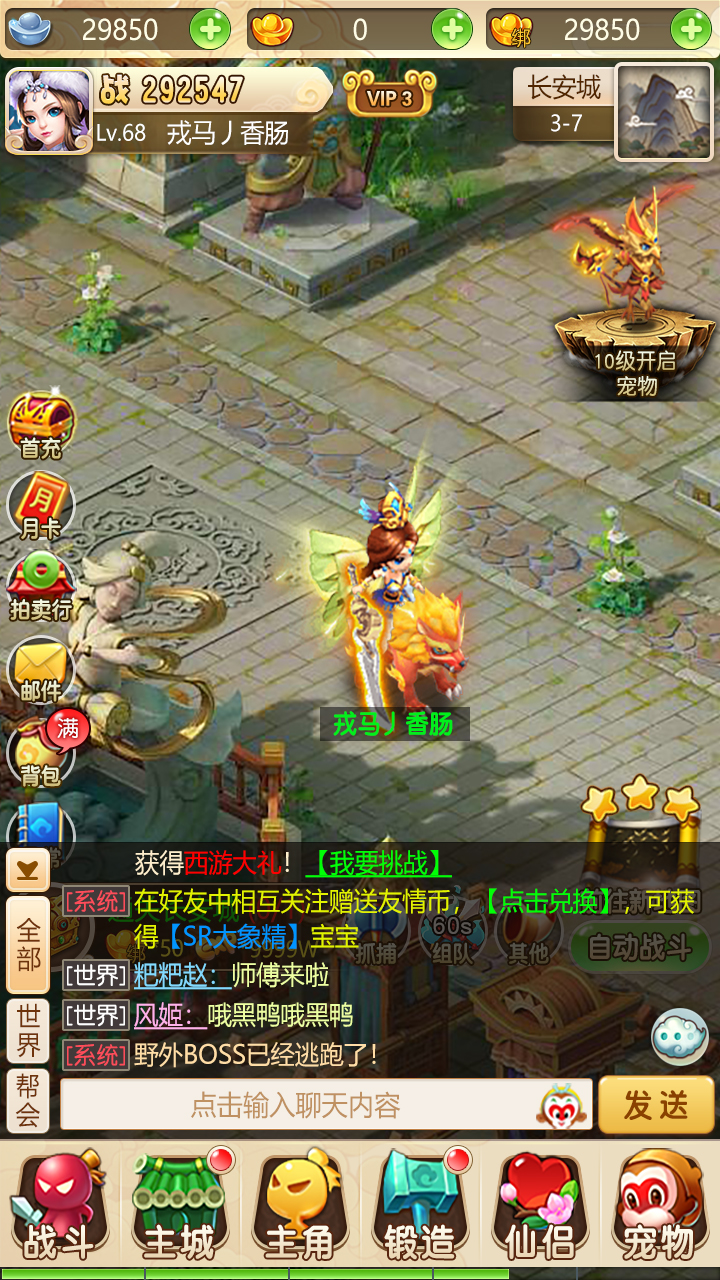 29850
0
绑
29850
战 292547
VIP 3
长安城
Lv.68 戎马丿香肠
3-7
10级开启
宠物
首充
月卡
拍卖行
邮件
满
背包
戎马丿香肠
获得西游大礼！【我要挑战】
[系统]在好友中相互关注赠送友情币，【点击兑换】，可获
得【SR大象精】宝宝
抓捕
60s
组队
其他
自动战斗
全部
[世界]粑粑赵：师傅来啦
[世界]风姬：哦黑鸭哦黑鸭
[系统]野外BOSS已经逃跑了！
世界
帮会
点击输入聊天内容
发送
战斗
主城
主角
锻造
仙侣
宠物